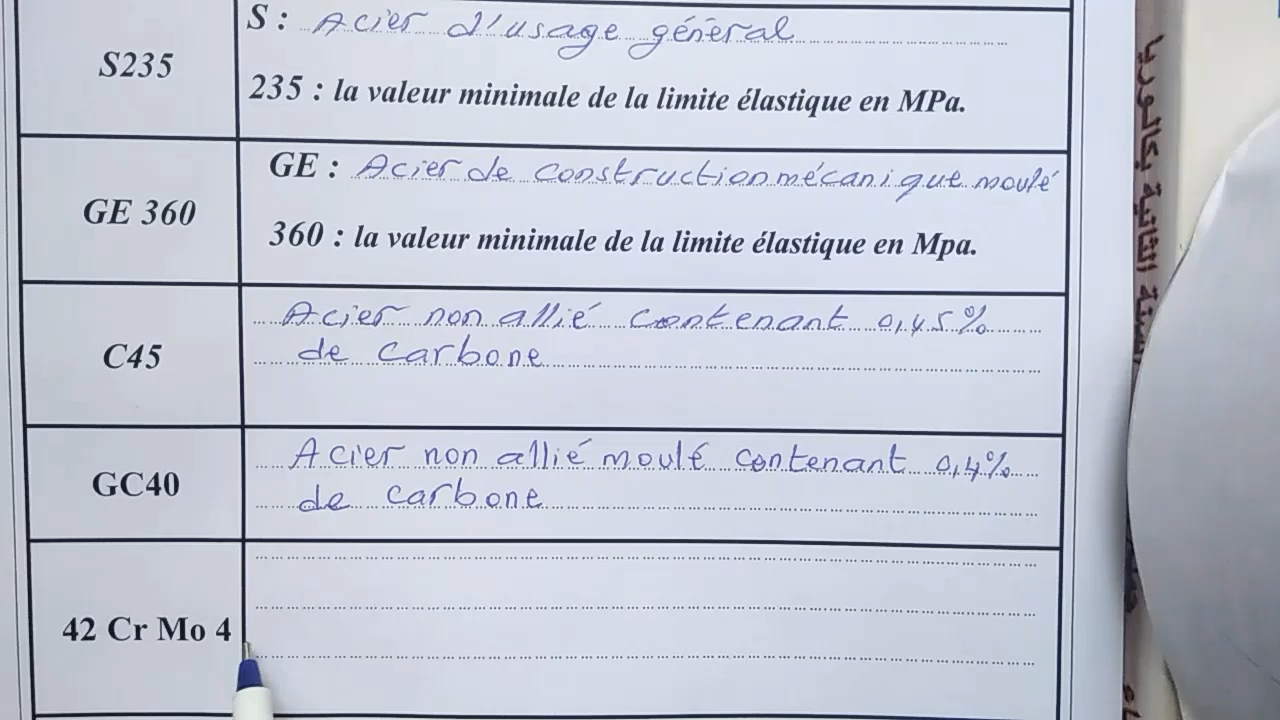 S235
S : Acier d'usage général
235 : la valeur minimale de la limite élastique en MPa.
GE 360
GE : Acier de construction mécanique moulé
360 : la valeur minimale de la limite élastique en Mpa.
C45
Acier non allié contenant 0,45%
de carbone
GC40
Acier non allié moulé contenant 0,4%
de carbone
42 Cr Mo 4